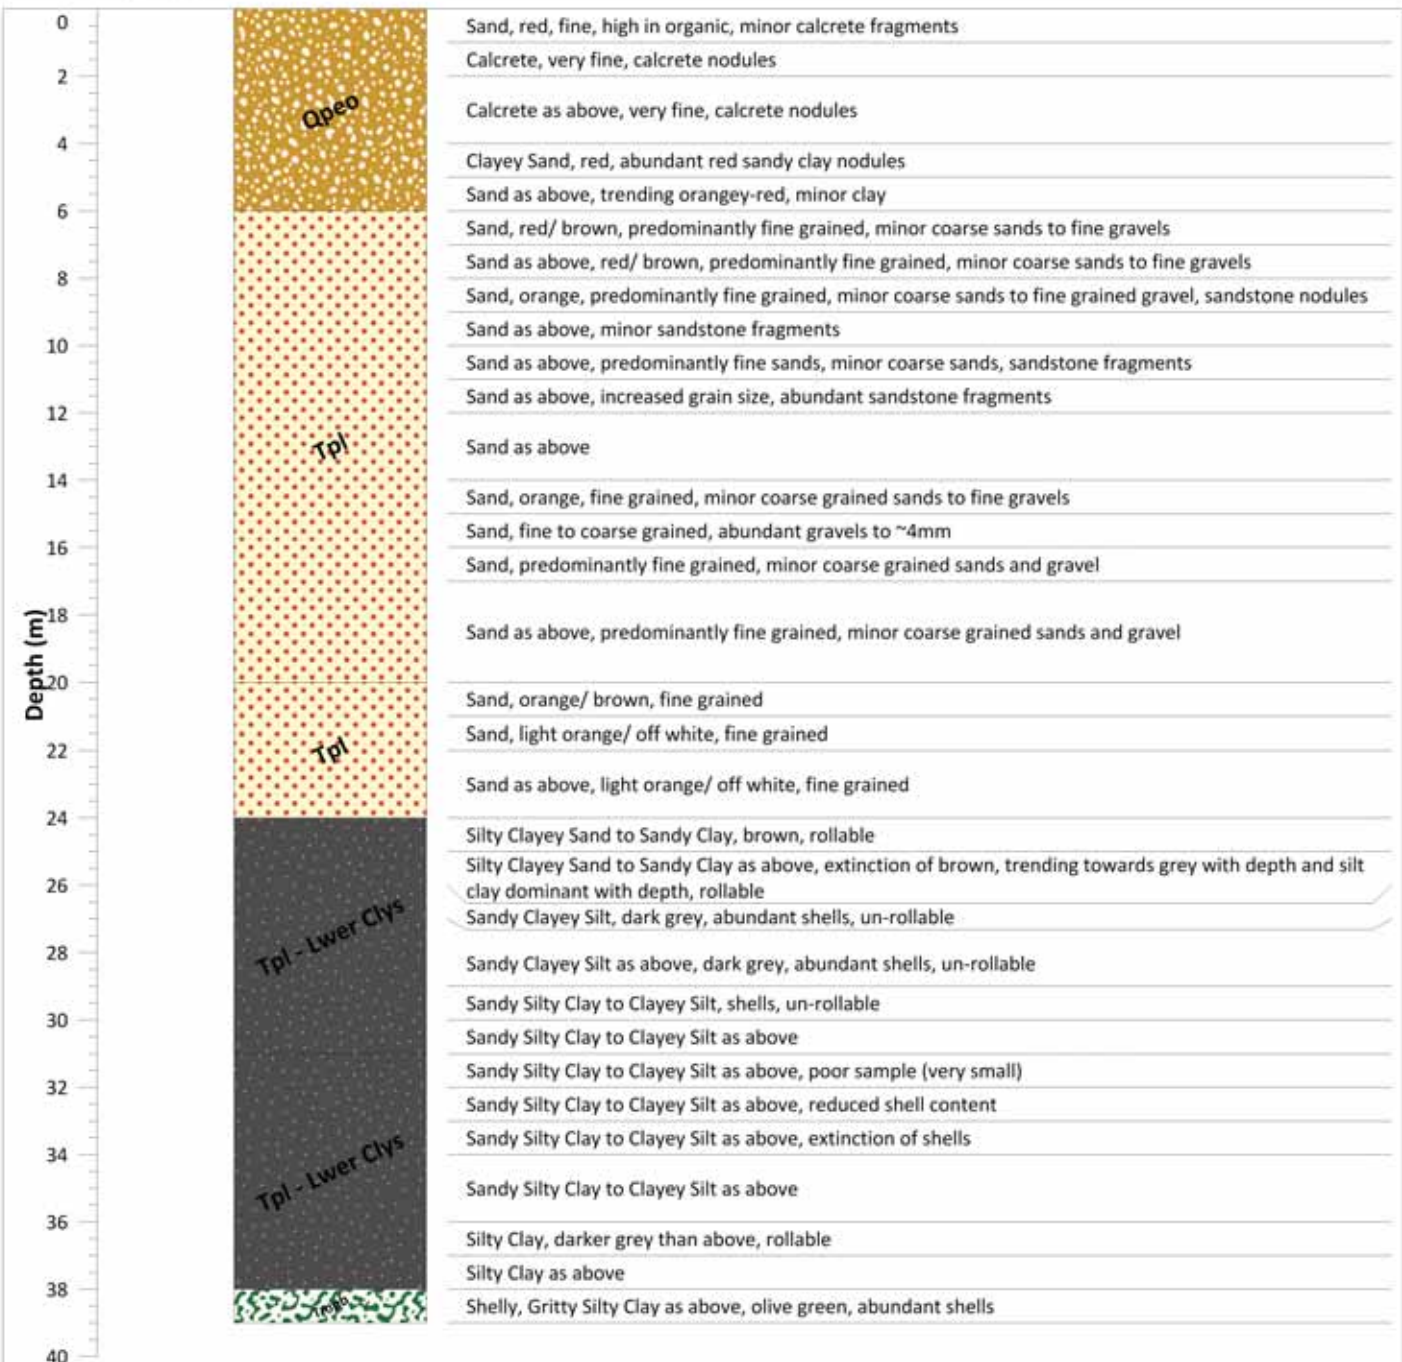 0
Sand, red, fine, high in organic, minor calcrete fragments
Calcrete, very fine, calcrete nodules
2
Qpeo
Calcrete as above, very fine, calcrete nodules
4
Clayey Sand, red, abundant red sandy clay nodules
Sand as above, trending orangey-red, minor clay
6
Sand, red/ brown, predominantly fine grained, minor coarse sands to fine gravels
Sand as above, red/ brown, predominantly fine grained, minor coarse sands to fine gravels
8
Sand, orange, predominantly fine grained, minor coarse sands to fine grained gravel, sandstone nodules
Sand as above, minor sandstone fragments
10
Sand as above, predominantly fine sands, minor coarse sands, sandstone fragments
Sand as above, increased grain size, abundant sandstone fragments
12
Tpl
Sand as above
14
Sand, orange, fine grained, minor coarse grained sands to fine gravels
Sand, fine to coarse grained, abundant gravels to ~4mm
16
Sand, predominantly fine grained, minor coarse grained sands and gravel
18
Sand as above, predominantly fine grained, minor coarse grained sands and gravel
Depth (m)
20
Sand, orange/ brown, fine grained
Sand, light orange/ off white, fine grained
22
Tpl
Sand as above, light orange/ off white, fine grained
24
Silty Clayey Sand to Sandy Clay, brown, rollable
Silty Clayey Sand to Sandy Clay as above, extinction of brown, trending towards grey with depth and silt
26
clay dominant with depth, rollable
Sandy Clayey Silt, dark grey, abundant shells, un-rollable
Tpl - Lwer Clys
28
Sandy Clayey Silt as above, dark grey, abundant shells, un-rollable
Sandy Silty Clay to Clayey Silt, shells, un-rollable
30
Sandy Silty Clay to Clayey Silt as above
Sandy Silty Clay to Clayey Silt as above, poor sample (very small)
32
Sandy Silty Clay to Clayey Silt as above, reduced shell content
Sandy Silty Clay to Clayey Silt as above, extinction of shells
34
Tpl - Lwer Clys
Sandy Silty Clay to Clayey Silt as above
36
Silty Clay, darker grey than above, rollable
Silty Clay as above
38
Shelly, Gritty Silty Clay as above, olive green, abundant shells
40